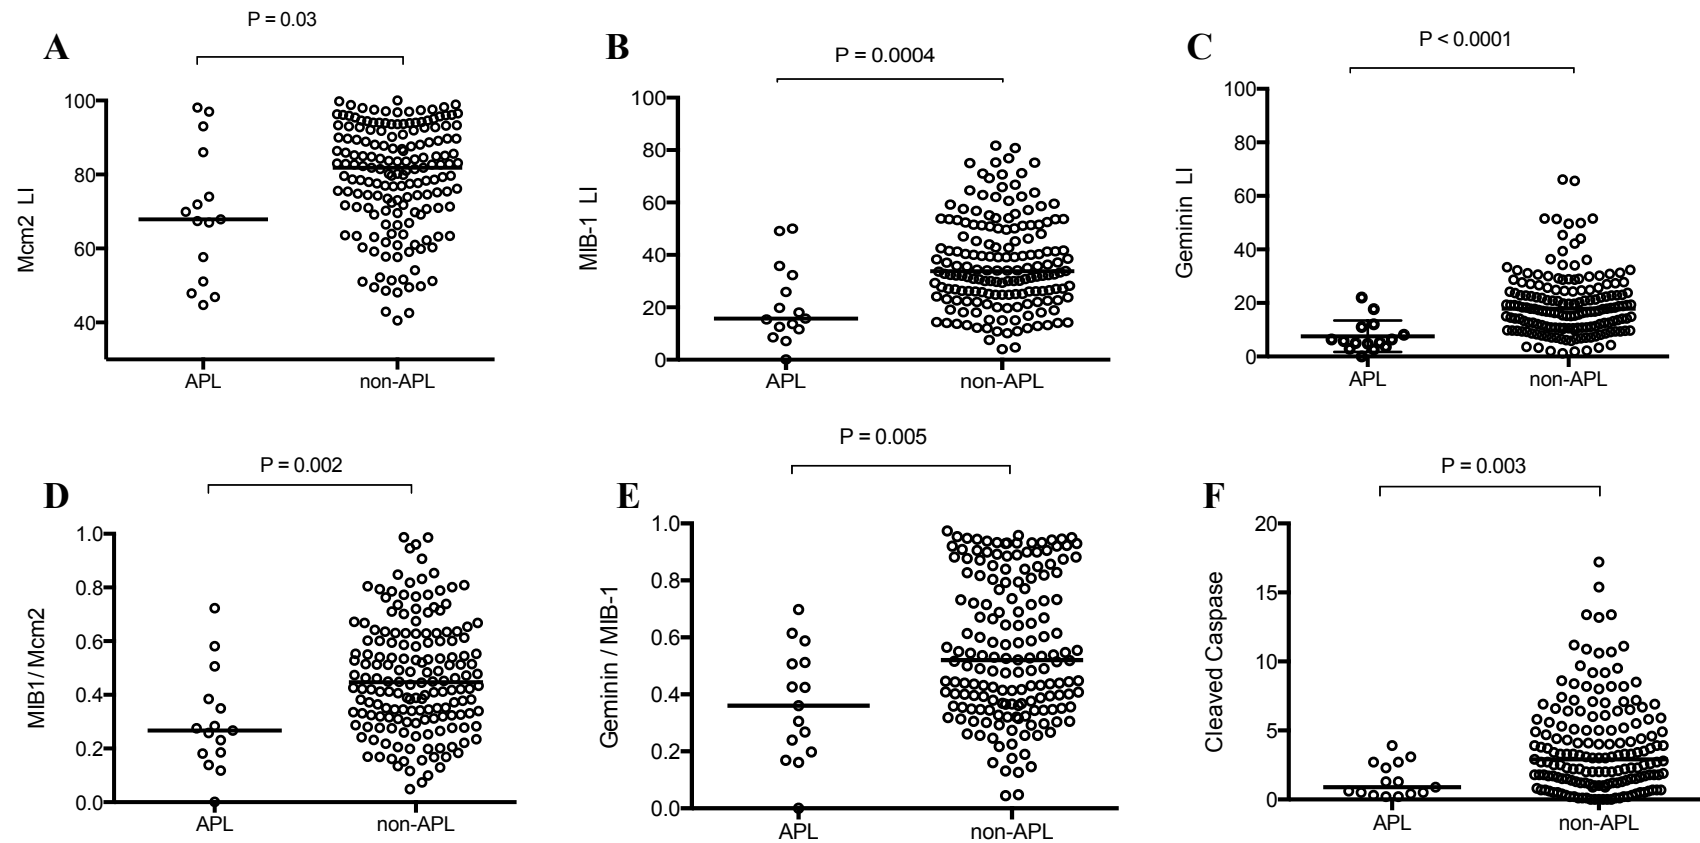 A
P = 0.03
Mcm2 LI
100
80
60
40
APL
non-APL
B
P = 0.0004
MIB-1 LI
100
80
60
40
20
0
APL
non-APL
C
P < 0.0001
Geminin LI
100
80
60
40
20
0
APL
non-APL
D
P = 0.002
MIB1/ Mcm2
1.0
0.8
0.6
0.4
0.2
0.0
APL
non-APL
E
P = 0.005
Geminin / MIB-1
1.0
0.8
0.6
0.4
0.2
0.0
APL
non-APL
F
P = 0.003
Cleaved Caspase
20
15
10
5
0
APL
non-APL